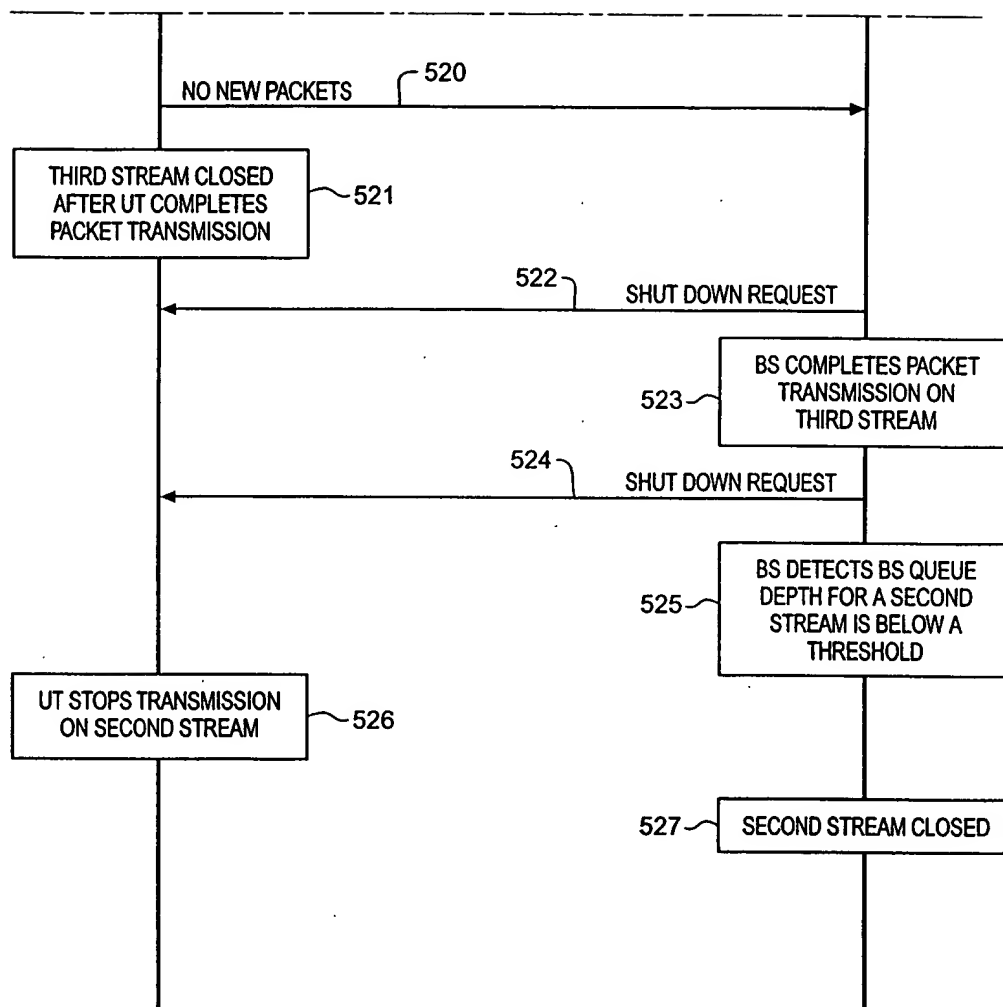 520
NO NEW PACKETS
THIRD STREAM CLOSED
AFTER UT COMPLETES
PACKET TRANSMISSION
521
522
SHUT DOWN REQUEST
BS COMPLETES PACKET
TRANSMISSION ON
THIRD STREAM
523
524
SHUT DOWN REQUEST
BS DETECTS BS QUEUE
DEPTH FOR A SECOND
STREAM IS BELOW A
THRESHOLD
525
UT STOPS TRANSMISSION
ON SECOND STREAM
526
527
SECOND STREAM CLOSED